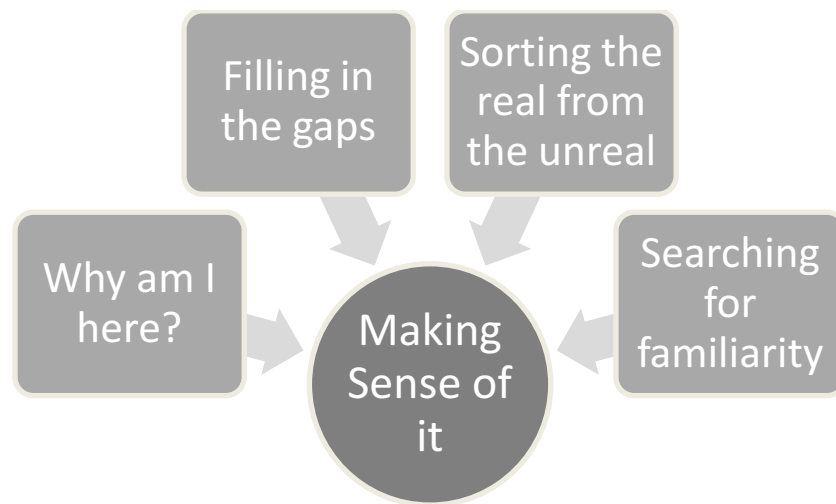 Filling in
the gaps
Sorting the
real from
the unreal
Why am I
here?
Searching
for
familiarity
Making
Sense of
it